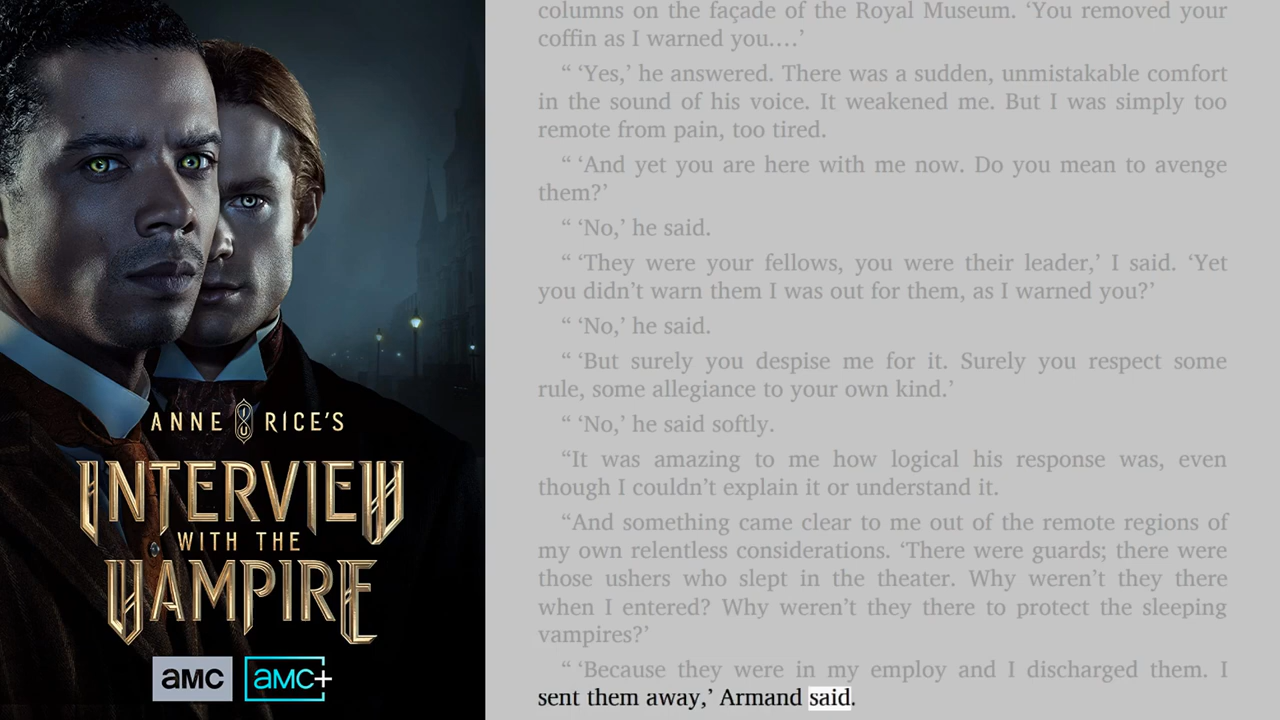 ANNE RICE'S
INTERVIEW
WITH THE
VAMPIRE
amc
amc+
columns on the façade of the Royal Museum. ‘You removed your
coffin as I warned you.…’
“ ‘Yes,’ he answered. There was a sudden, unmistakable comfort
in the sound of his voice. It weakened me. But I was simply too
remote from pain, too tired.
“ ‘And yet you are here with me now. Do you mean to avenge
them?’
“ ‘No,’ he said.
“ ‘They were your fellows, you were their leader,’ I said. ‘Yet
you didn’t warn them I was out for them, as I warned you?’
“ ‘No,’ he said.
“ ‘But surely you despise me for it. Surely you respect some
rule, some allegiance to your own kind.’
“ ‘No,’ he said softly.
“It was amazing to me how logical his response was, even
though I couldn’t explain it or understand it.
“And something came clear to me out of the remote regions of
my own relentless considerations. ‘There were guards; there were
those ushers who slept in the theater. Why weren’t they there
when I entered? Why weren’t they there to protect the sleeping
vampires?’
“ ‘Because they were in my employ and I discharged them. I
sent them away,’ Armand said.